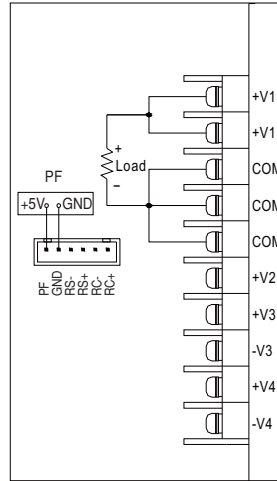 +V1
+V1
+
Load
−
COM
COM
COM
PF
+5V GND
+V2
+V3
-V3
+V4
-V4
PF
GND
RS-
RS+
RC-
RC+